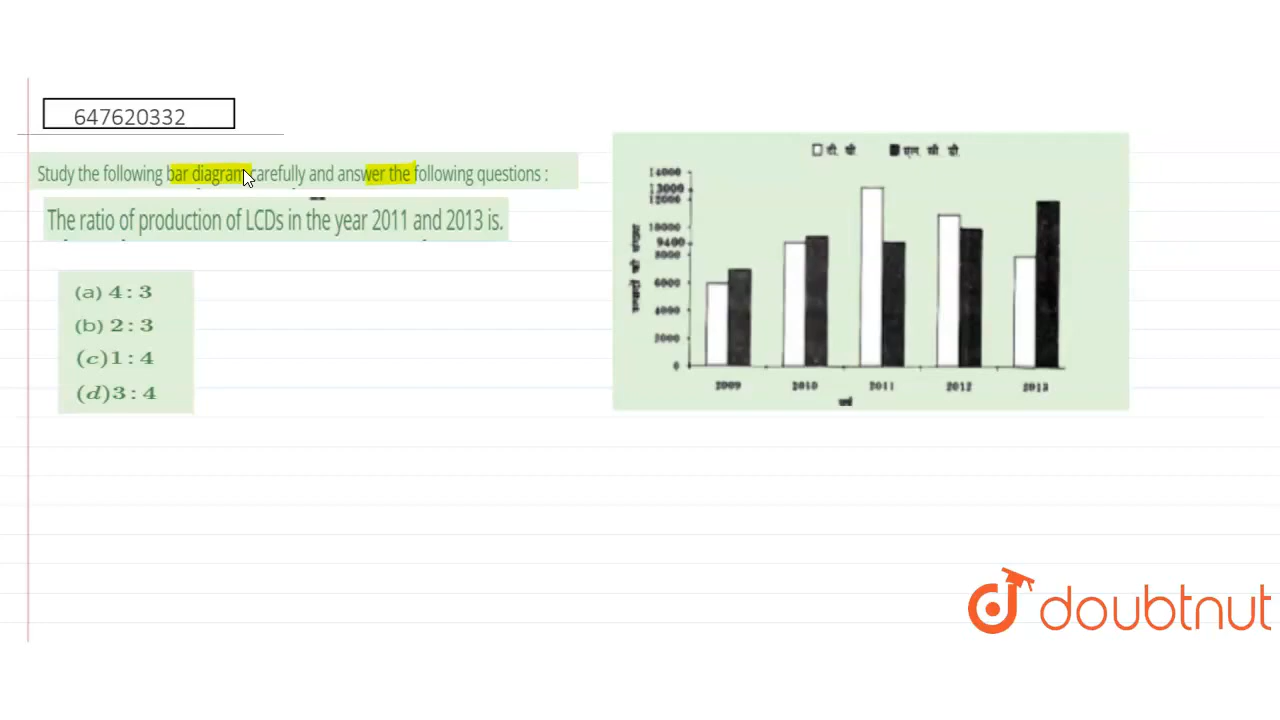 647620332
Study the following bar diagram carefully and answer the following questions :
The ratio of production of LCDs in the year 2011 and 2013 is.
(a) 4 : 3
(b) 2 : 3
(c) 1 : 4
(d) 3 : 4
टी. वी. एल. सी. डी.
14000
13000
12000
10000
9400
8000
6000
4000
2000
0
2009 2010 2011 2012 2013
वर्ष
doubtnut